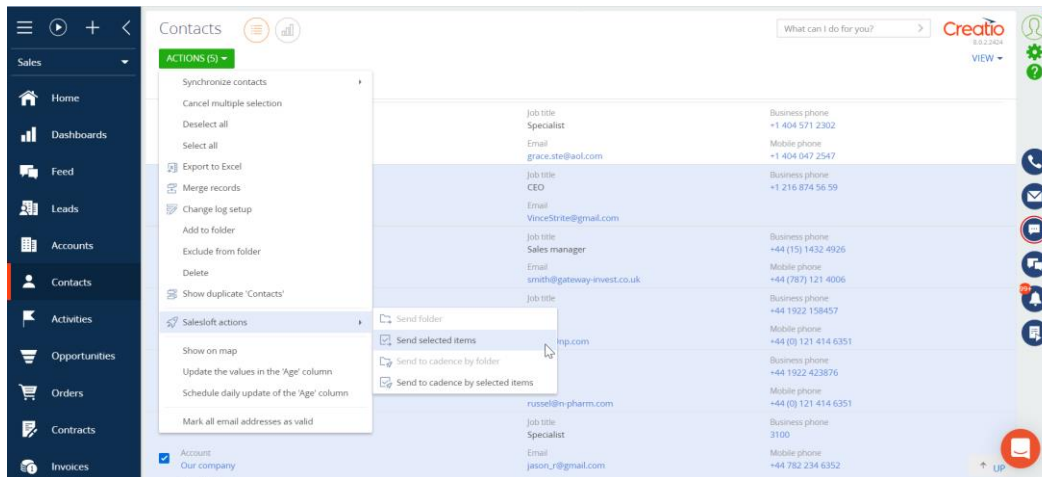 Contacts
What can I do for you?
Creatio
8.0.2.2424
Sales
ACTIONS (5)
VIEW
Home
Dashboards
Feed
Leads
Accounts
Contacts
Activities
Opportunities
Orders
Contracts
Invoices
Synchronize contacts
Cancel multiple selection
Deselect all
Select all
Export to Excel
Merge records
Change log setup
Add to folder
Exclude from folder
Delete
Show duplicate 'Contacts'
Salesloft actions
Show on map
Update the values in the 'Age' column
Schedule daily update of the 'Age' column
Mark all email addresses as valid
Send folder
Send selected items
Send to cadence by folder
Send to cadence by selected items
Job title
Specialist
Email
grace.ste@aol.com
Business phone
+1 404 571 2302
Mobile phone
+1 404 047 2547
Job title
CEO
Email
VinceStrite@gmail.com
Business phone
+1 216 874 56 59
Job title
Sales manager
Email
smith@gateway-invest.co.uk
Business phone
+44 (15) 1432 4926
Mobile phone
+44 (787) 121 4006
Job title
Business phone
+44 1922 158457
Mobile phone
+44 (0) 121 414 6351
Business phone
+44 1922 423876
russel@n-pharm.com
Mobile phone
+44 (0) 121 414 6351
Account
Our company
Job title
Specialist
Email
jason_r@gmail.com
Business phone
3100
Mobile phone
+44 782 234 6352
99+
UP